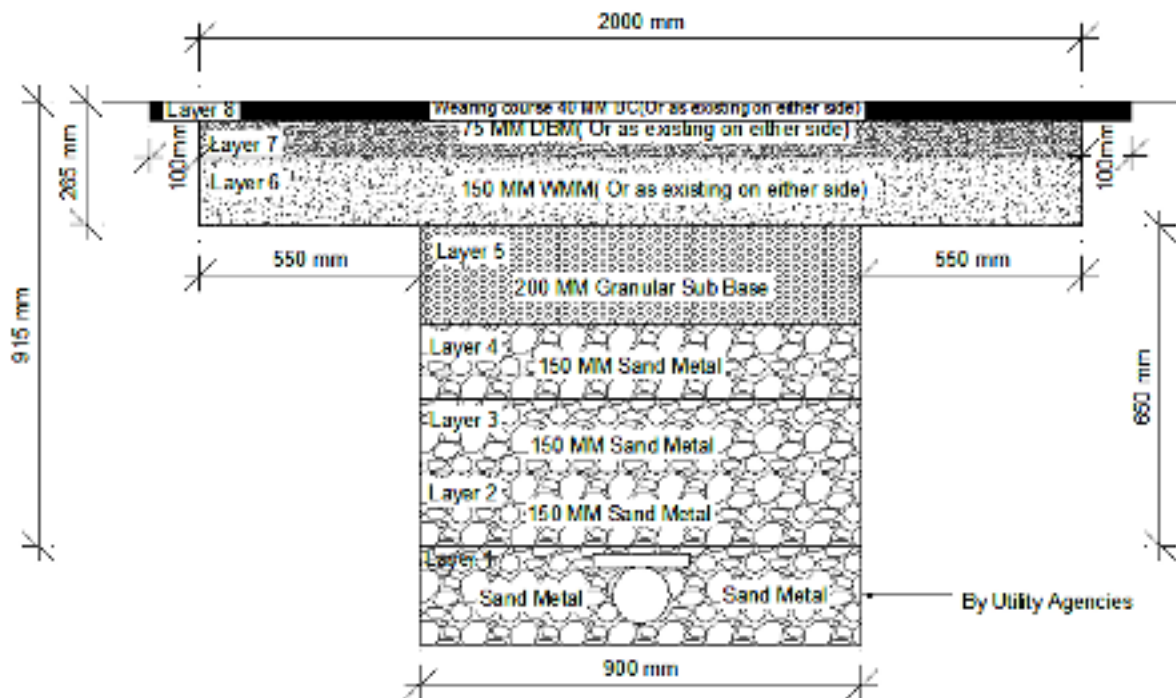 2000 mm
Layer 8
Wearing course 40 MM BC(Or as existing on either side)
75 MM DBM( Or as existing on either side)
Layer 7
100mm
100mm
265 mm
Layer 6
150 MM WMM( Or as existing on either side)
550 mm
Layer 5
550 mm
200 MM Granular Sub Base
915 mm
Layer 4
150 MM Sand Metal
650 mm
Layer 3
150 MM Sand Metal
Layer 2
150 MM Sand Metal
Layer 1
Sand Metal
Sand Metal
By Utility Agencies
900 mm